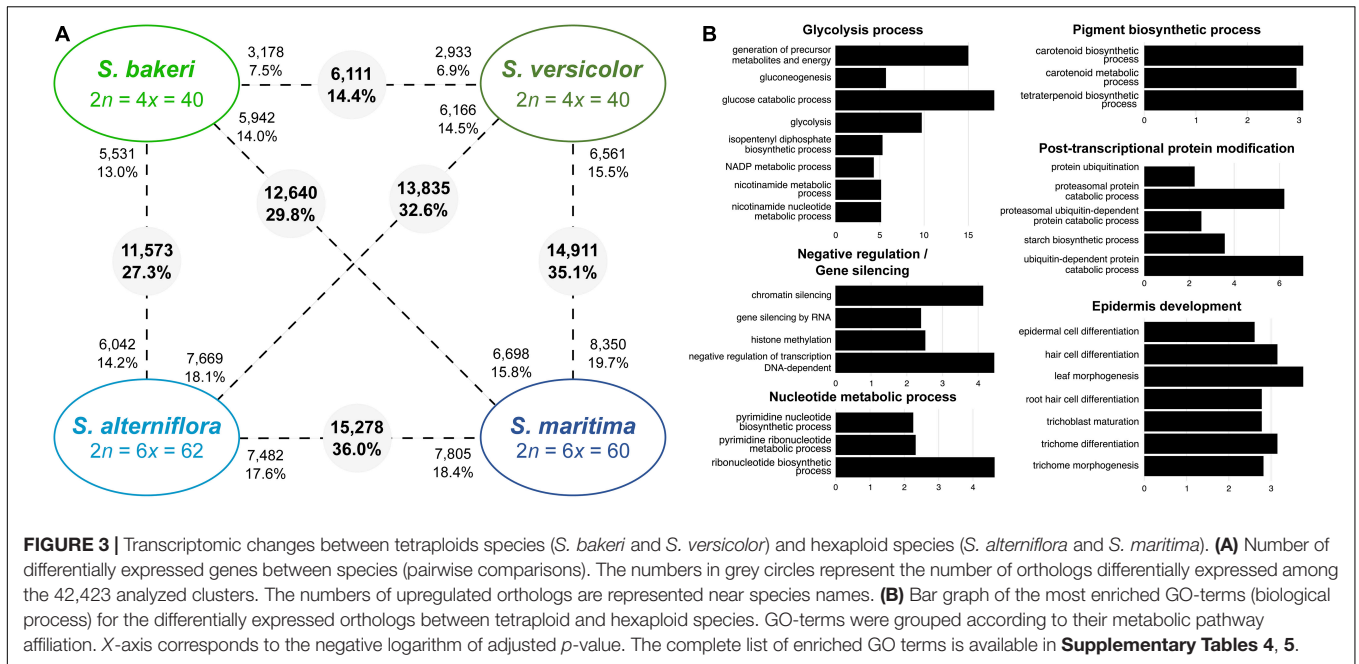 A
S. bakeri
2n = 4x = 40
3,178
7.5%
6,111
14.4%
2,933
6.9%
S. versicolor
2n = 4x = 40
5,942
14.0%
6,166
14.5%
5,531
13.0%
6,561
15.5%
12,640
29.8%
13,835
32.6%
11,573
27.3%
14,911
35.1%
6,042
14.2%
7,669
18.1%
6,698
15.8%
8,350
19.7%
S. alterniflora
2n = 6x = 62
15,278
36.0%
S. maritima
2n = 6x = 60
7,482
17.6%
7,805
18.4%
B
Glycolysis process
generation of precursor
metabolites and energy
gluconeogenesis
glucose catabolic process
glycolysis
isopentenyl diphosphate
biosynthetic process
NADP metabolic process
nicotinamide metabolic
process
nicotinamide nucleotide
metabolic process
0 5 10 15
Negative regulation /
Gene silencing
chromatin silencing
gene silencing by RNA
histone methylation
negative regulation of transcription
DNA-dependent
0 1 2 3 4
Nucleotide metabolic process
pyrimidine nucleotide
biosynthetic process
pyrimidine ribonucleotide
metabolic process
ribonucleotide biosynthetic
process
0 1 2 3 4
Pigment biosynthetic process
carotenoid biosynthetic
process
carotenoid metabolic
process
tetraterpenoid biosynthetic
process
0 1 2 3
Post-transcriptional protein modification
protein ubiquitination
proteasomal protein
catabolic process
proteasomal ubiquitin-dependent
protein catabolic process
starch biosynthetic process
ubiquitin-dependent protein
catabolic process
0 2 4 6
Epidermis development
epidermal cell differentiation
hair cell differentiation
leaf morphogenesis
root hair cell differentiation
trichoblast maturation
trichome differentiation
trichome morphogenesis
0 1 2 3
FIGURE 3 | Transcriptomic changes between tetraploids species (S. bakeri and S. versicolor) and hexaploid species (S. alterniflora and S. maritima). (A) Number of
differentially expressed genes between species (pairwise comparisons). The numbers in grey circles represent the number of orthologs differentially expressed among
the 42,423 analyzed clusters. The numbers of upregulated orthologs are represented near species names. (B) Bar graph of the most enriched GO-terms (biological
process) for the differentially expressed orthologs between tetraploid and hexaploid species. GO-terms were grouped according to their metabolic pathway
affiliation. X-axis corresponds to the negative logarithm of adjusted p-value. The complete list of enriched GO terms is available in Supplementary Tables 4, 5.